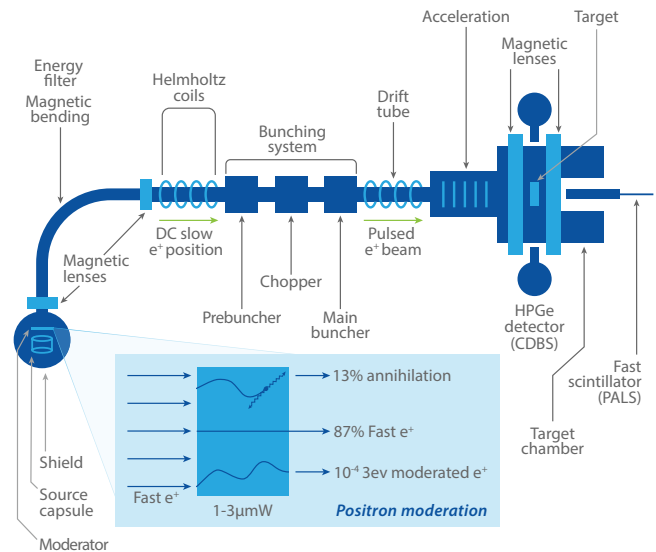 Acceleration
Target
Magnetic
lenses
Energy
filter
Magnetic
bending
Helmholtz
coils
Drift
tube
Bunching
system
DC slow
e⁺ position
Pulsed
e⁺ beam
Magnetic
lenses
Chopper
Prebuncher
Main
buncher
HPGe
detector
(CDBS)
Fast
scintillator
(PALS)
Target
chamber
Shield
Source
capsule
Moderator
13% annihilation
87% Fast e⁺
10⁻⁴ 3ev moderated e⁺
Fast e⁺
1-3μmW
Positron moderation